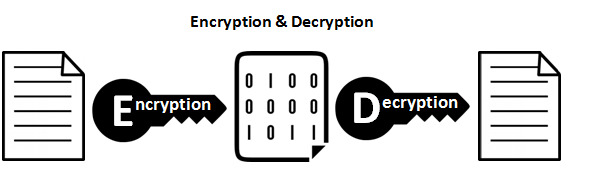 Encryption & Decryption
Encryption
0 1 0 0
0 0 0 0
1 0 1 1
Decryption